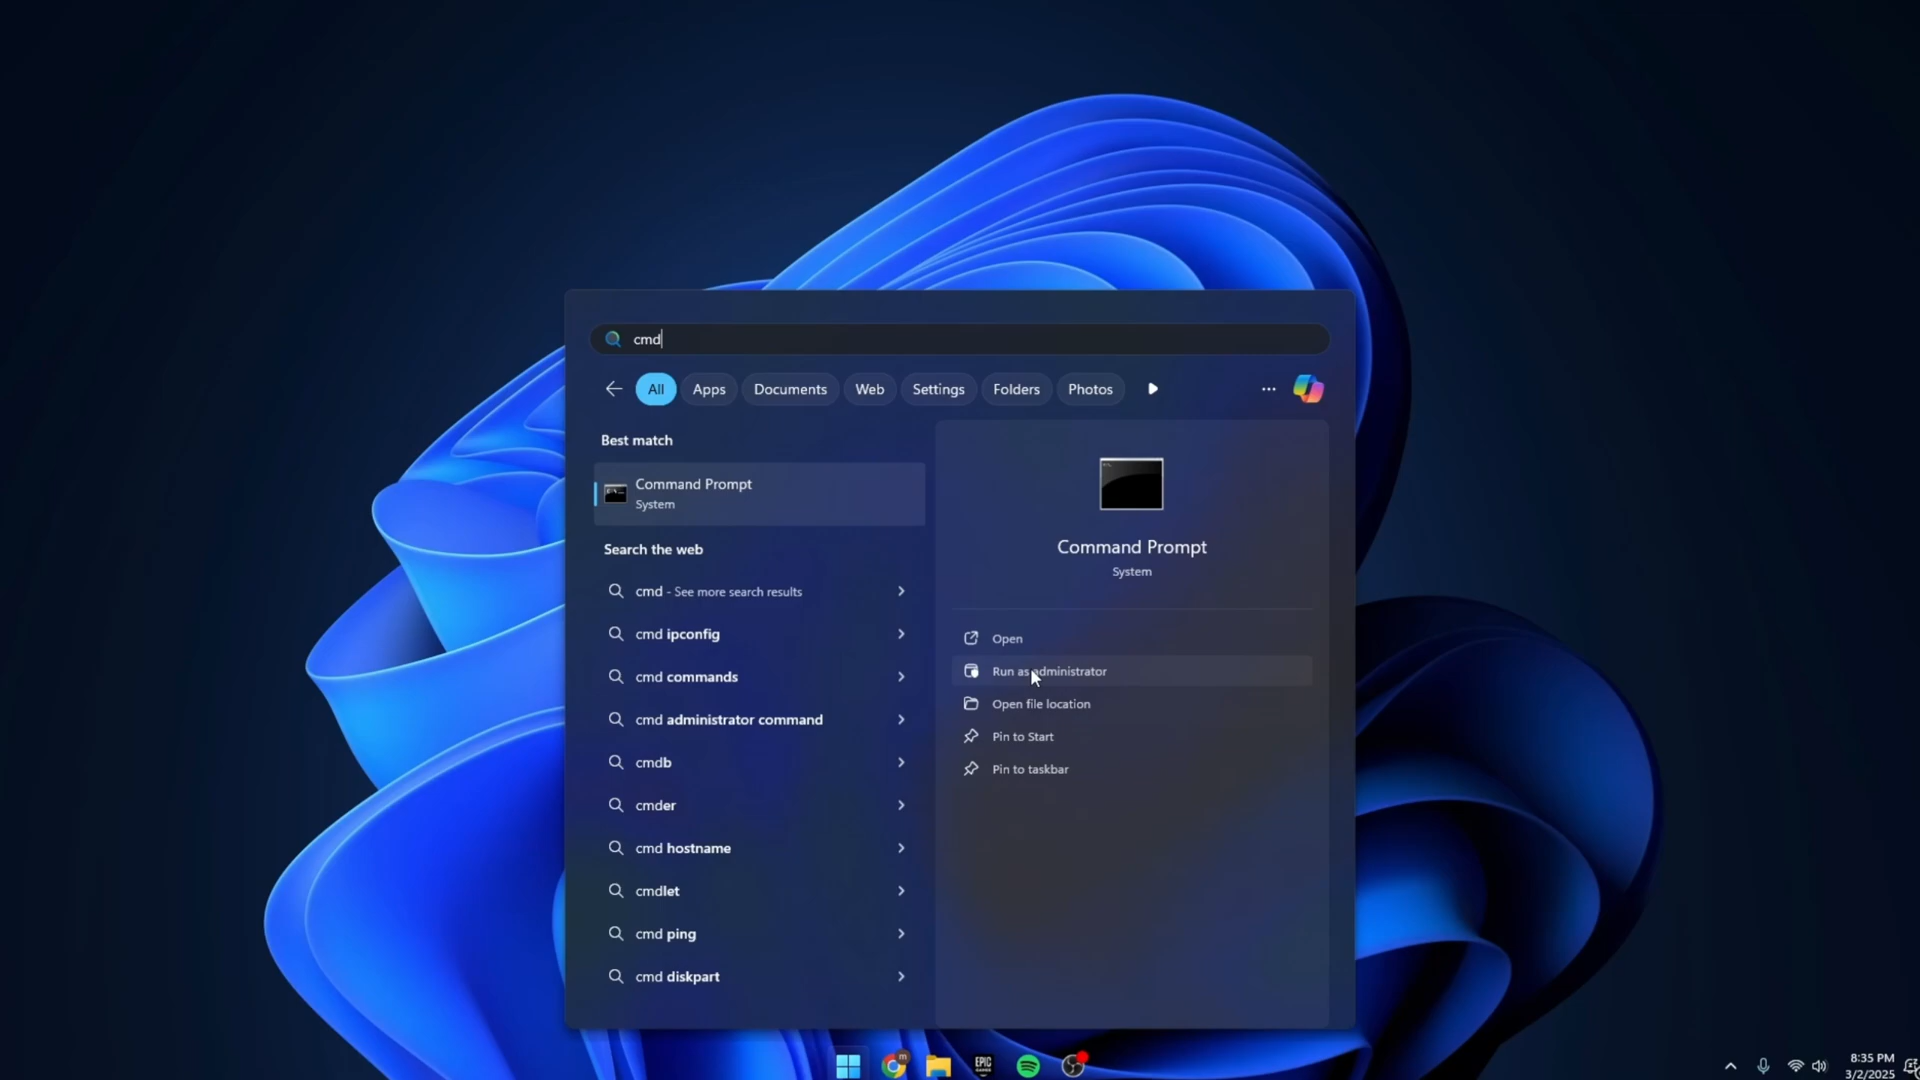 cmd
All
Apps
Documents
Web
Settings
Folders
Photos
Best match
Command Prompt
System
Search the web
cmd - See more search results
cmd ipconfig
cmd commands
cmd administrator command
cmdb
cmder
cmd hostname
cmdlet
cmd ping
cmd diskpart
Command Prompt
System
Open
Run as administrator
Open file location
Pin to Start
Pin to taskbar
m
EPIC
GAMES
8:35 PM
3/2/2025